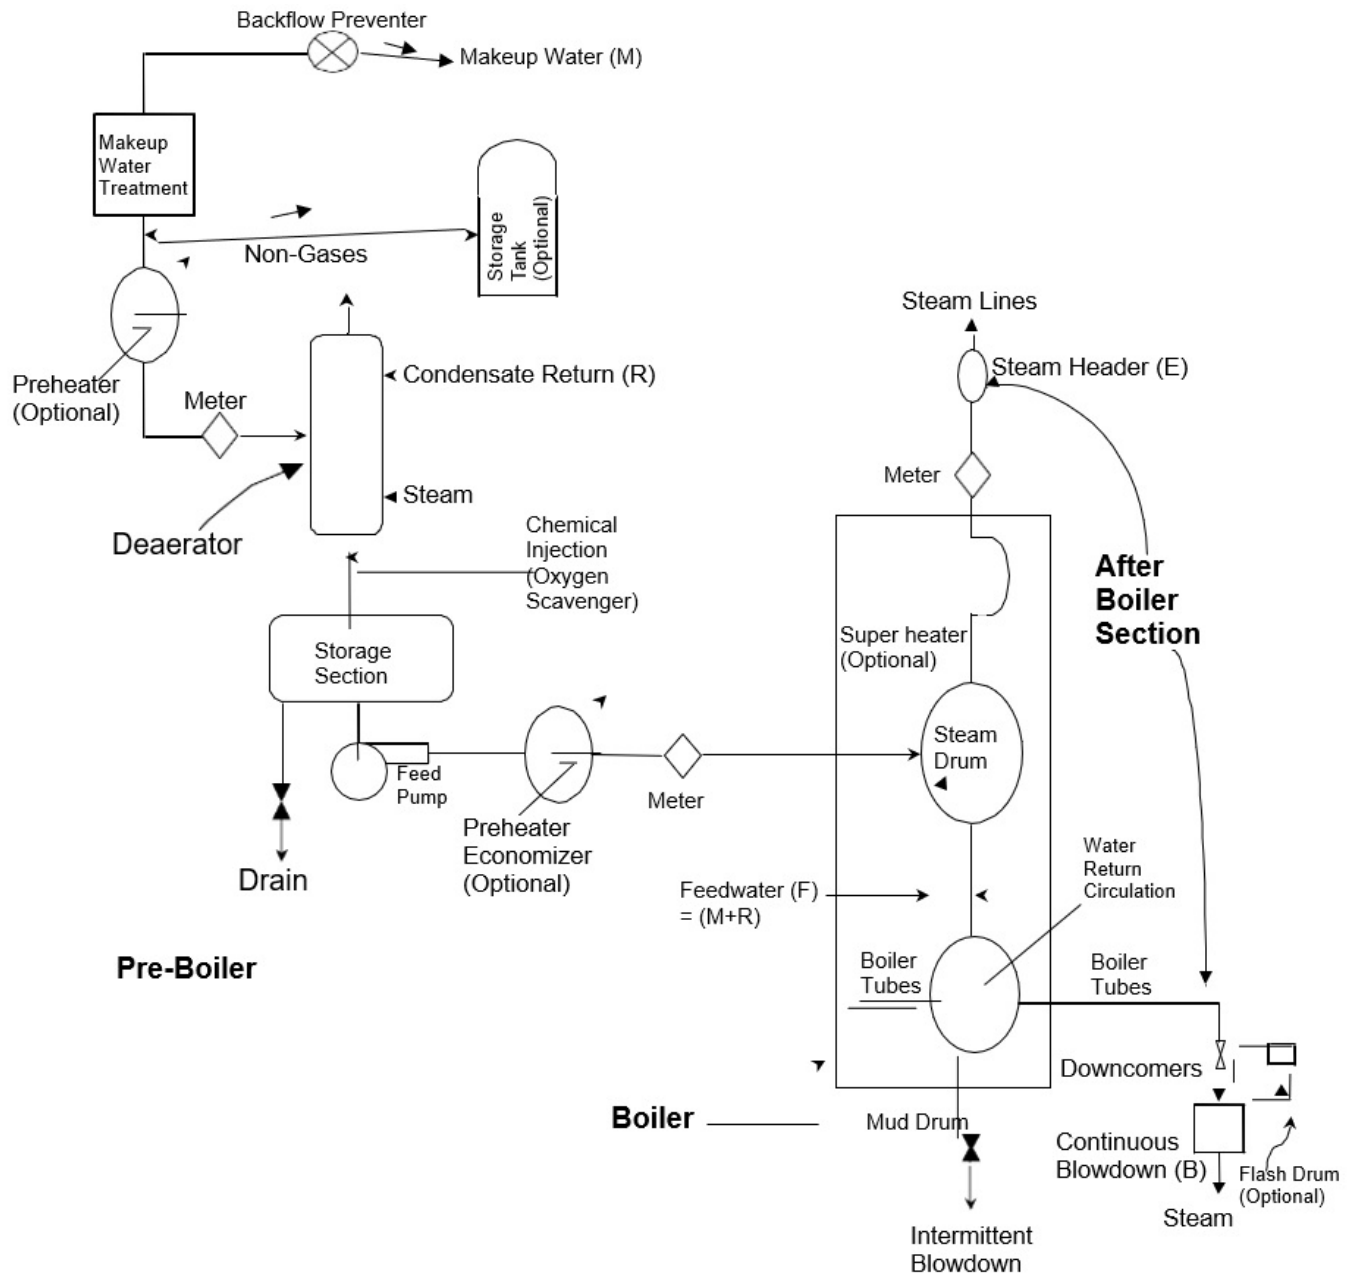 Backflow Preventer
Makeup Water (M)
Makeup
Water
Treatment
Storage
Tank
(Optional)
Non-Gases
Preheater
(Optional)
Meter
Condensate Return (R)
Steam
Deaerator
Chemical
Injection
(Oxygen
Scavenger)
Storage
Section
Feed
Pump
Drain
Preheater
Economizer
(Optional)
Meter
Pre-Boiler
Steam Lines
Steam Header (E)
Meter
After
Boiler
Section
Super heater
(Optional)
Steam
Drum
Feedwater (F)
= (M+R)
Water
Return
Circulation
Boiler
Tubes
Boiler
Tubes
Downcomers
Boiler
Mud Drum
Continuous
Blowdown (B)
Flash Drum
(Optional)
Steam
Intermittent
Blowdown